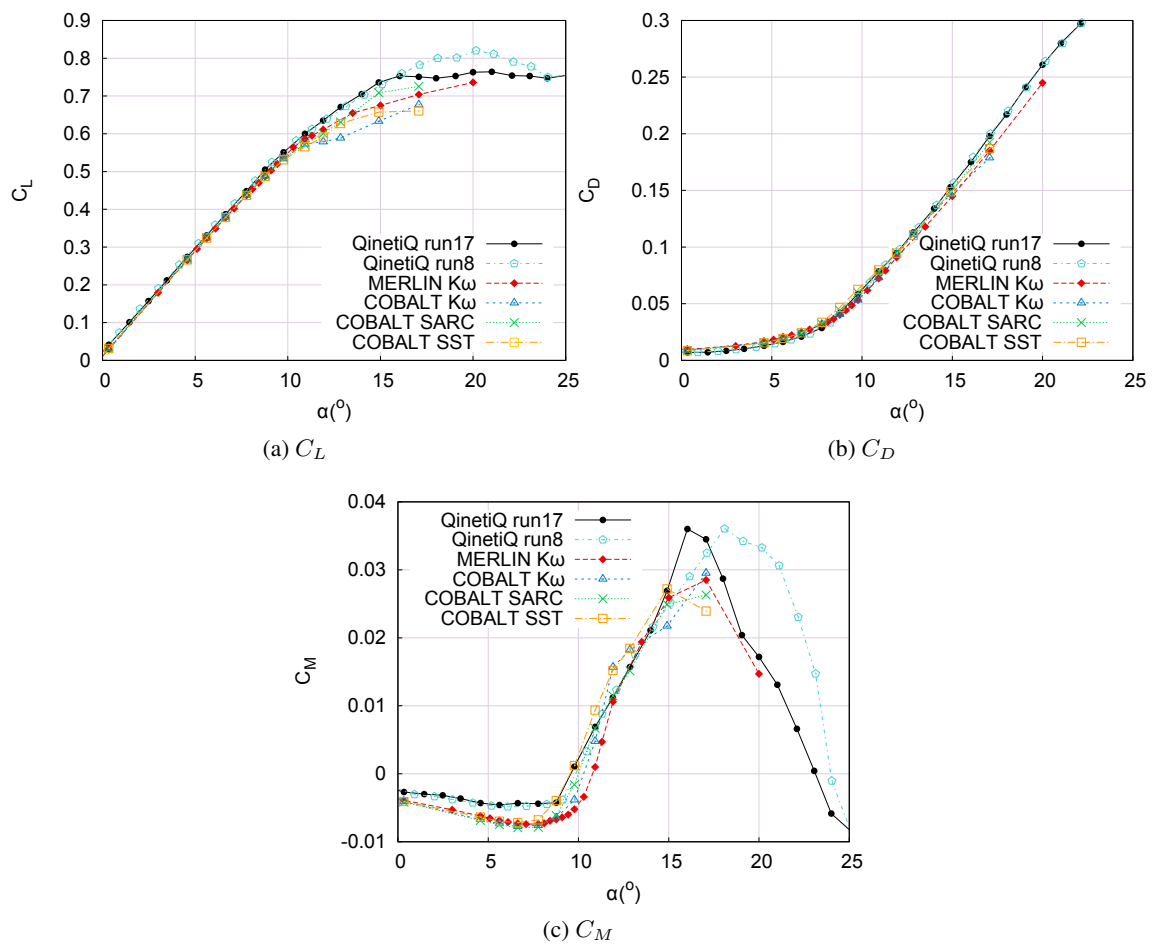 0.9
0.8
0.7
0.6
0.5
0.4
0.3
0.2
0.1
0
C_L
QinetiQ run17
QinetiQ run8
MERLIN Kω
COBALT Kω
COBALT SARC
COBALT SST
0 5 10 15 20 25
α(°)
(a) C_L
0.3
0.25
0.2
0.15
0.1
0.05
0
C_D
QinetiQ run17
QinetiQ run8
MERLIN Kω
COBALT Kω
COBALT SARC
COBALT SST
0 5 10 15 20 25
α(°)
(b) C_D
0.04
0.03
0.02
0.01
0
-0.01
C_M
QinetiQ run17
QinetiQ run8
MERLIN Kω
COBALT Kω
COBALT SARC
COBALT SST
0 5 10 15 20 25
α(°)
(c) C_M